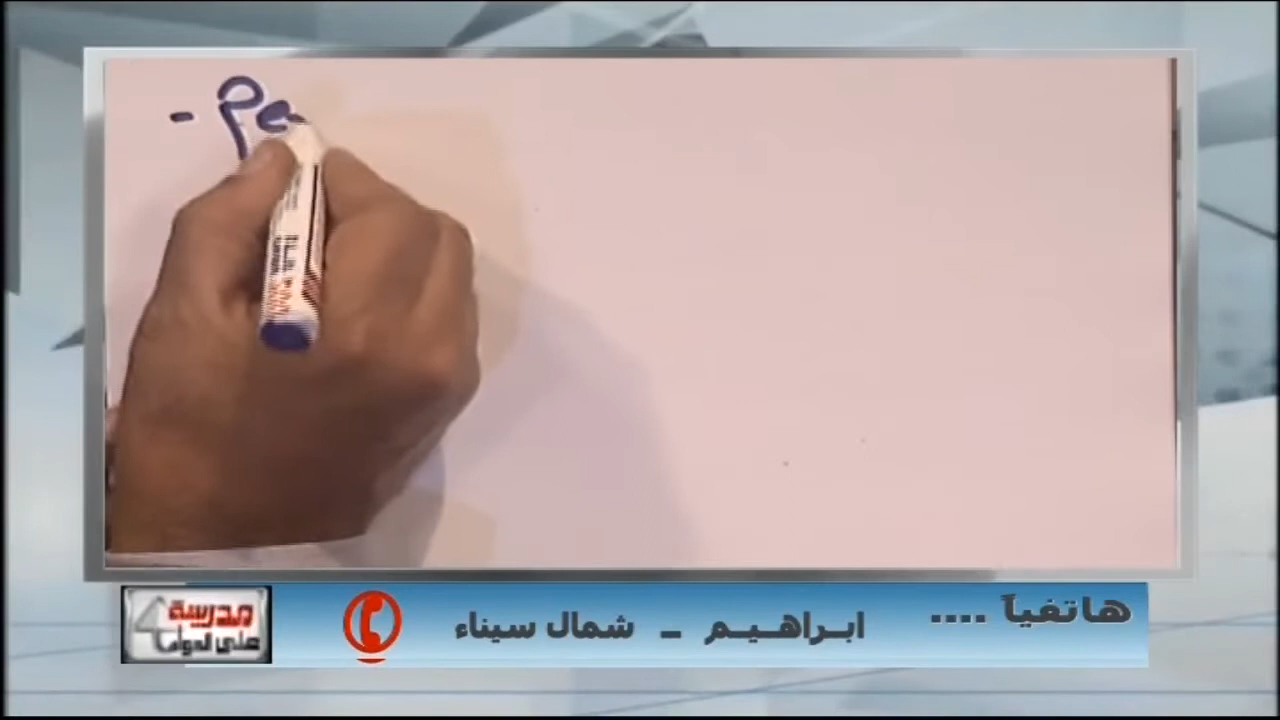 - Pe
هاتفياً ....
ابراهيم - شمال سيناء
مدرسة
على الهواء